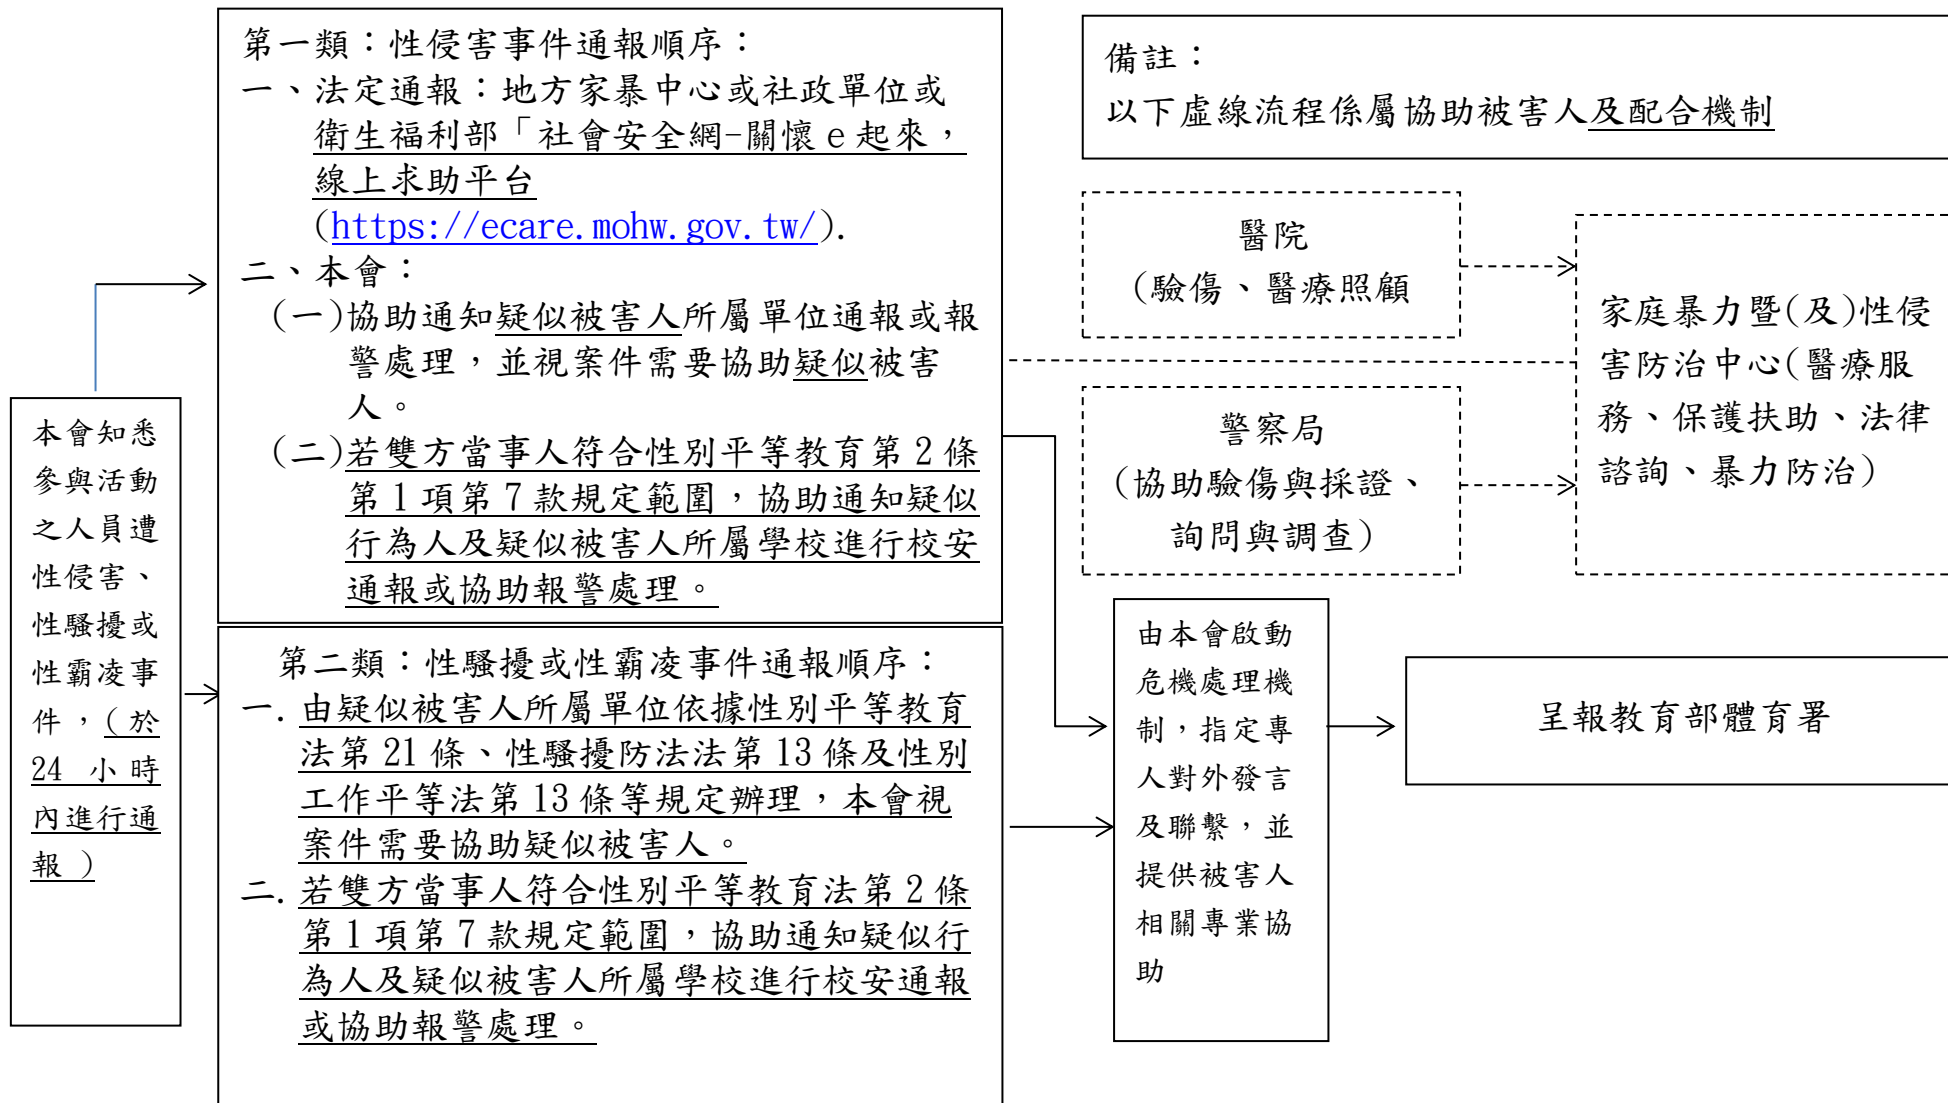 本會知悉
參與活動
之人員遭
性侵害、
性騷擾或
性霸凌事
件，(於
24 小時
內進行通
報)
第一類：性侵害事件通報順序：
一、法定通報：地方家暴中心或社政單位或
衛生福利部「社會安全網-關懷 e 起來，
線上求助平台
(https://ecare.mohw.gov.tw/).
二、本會：
(一)協助通知疑似被害人所屬單位通報或報
警處理，並視案件需要協助疑似被害
人。
(二)若雙方當事人符合性別平等教育第 2 條
第 1 項第 7 款規定範圍，協助通知疑似
行為人及疑似被害人所屬學校進行校安
通報或協助報警處理。
第二類：性騷擾或性霸凌事件通報順序：
一. 由疑似被害人所屬單位依據性別平等教育
法第 21 條、性騷擾防法法第 13 條及性別
工作平等法第 13 條等規定辦理，本會視
案件需要協助疑似被害人。
二. 若雙方當事人符合性別平等教育法第 2 條
第 1 項第 7 款規定範圍，協助通知疑似行
為人及疑似被害人所屬學校進行校安通報
或協助報警處理。
備註：
以下虛線流程係屬協助被害人及配合機制
醫院
(驗傷、醫療照顧
警察局
(協助驗傷與採證、
詢問與調查)
家庭暴力暨(及)性侵
害防治中心(醫療服
務、保護扶助、法律
諮詢、暴力防治)
由本會啟動
危機處理機
制，指定專
人對外發言
及聯繫，並
提供被害人
相關專業協
助
呈報教育部體育署